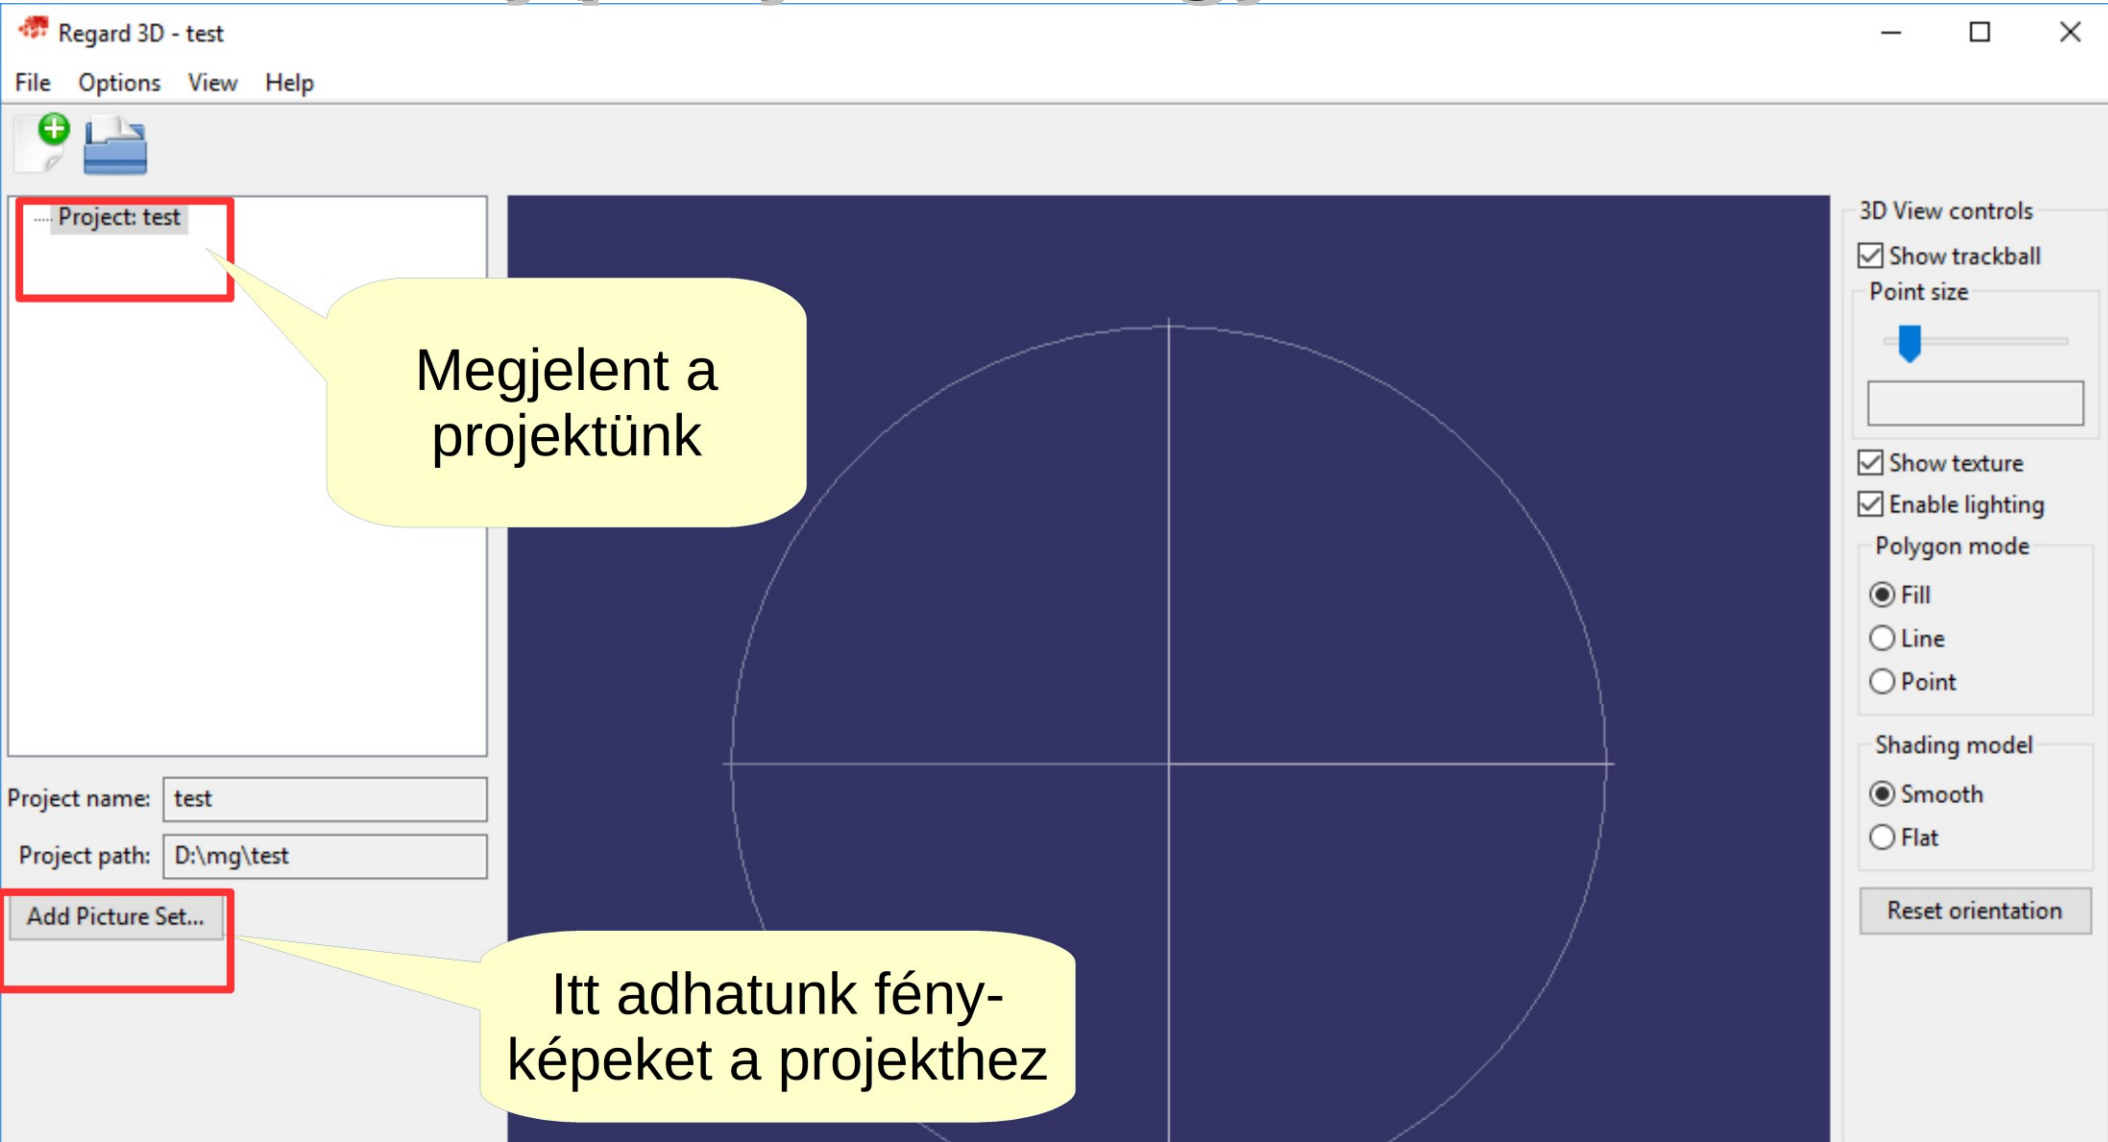 Regard 3D - test
File Options View Help
Project: test
Megjelent a
projektünk
Project name: test
Project path: D:\mg\test
Add Picture Set...
Itt adhatunk fény-
képeket a projekthez
3D View controls
Show trackball
Point size
Show texture
Enable lighting
Polygon mode
Fill
Line
Point
Shading model
Smooth
Flat
Reset orientation